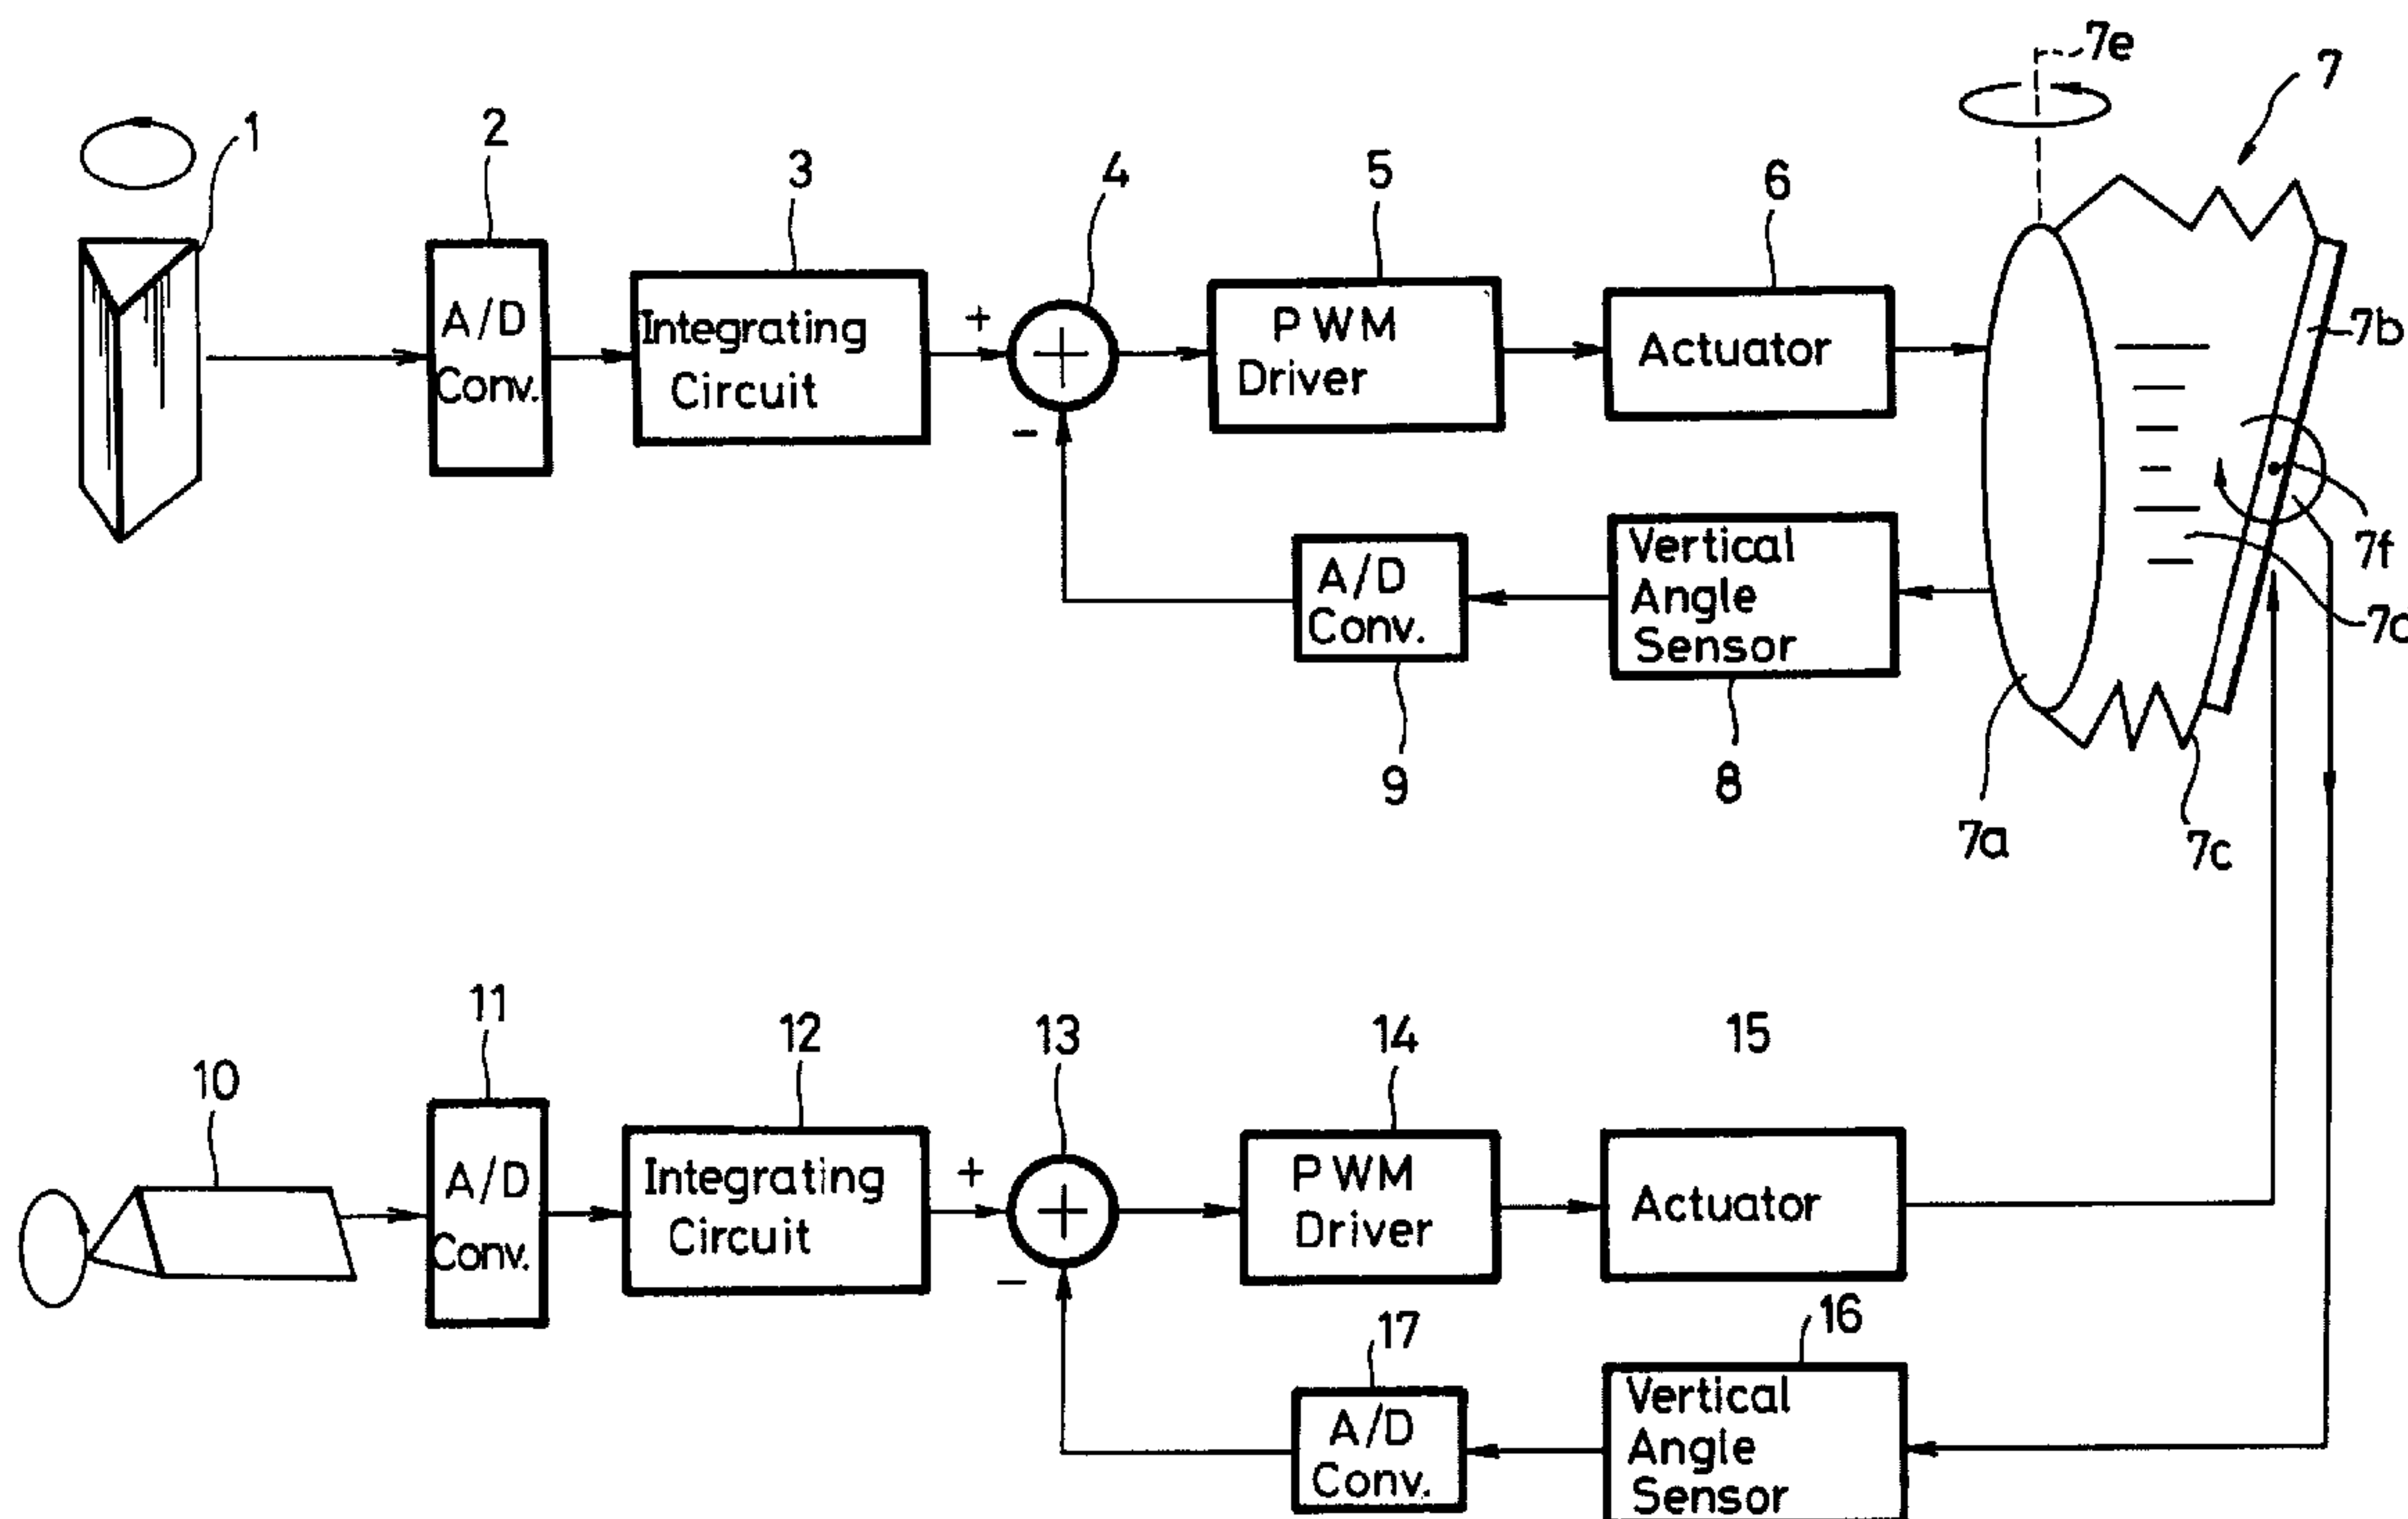 7e
7
1
2
3
4
5
6
A/D
Conv.
Integrating
Circuit
+
-
PWM
Driver
Actuator
7b
7f
A/D
Conv.
Vertical
Angle
Sensor
9
8
7a
7c
10
11
12
13
14
15
A/D
Conv.
Integrating
Circuit
+
-
PWM
Driver
Actuator
17
16
A/D
Conv.
Vertical
Angle
Sensor